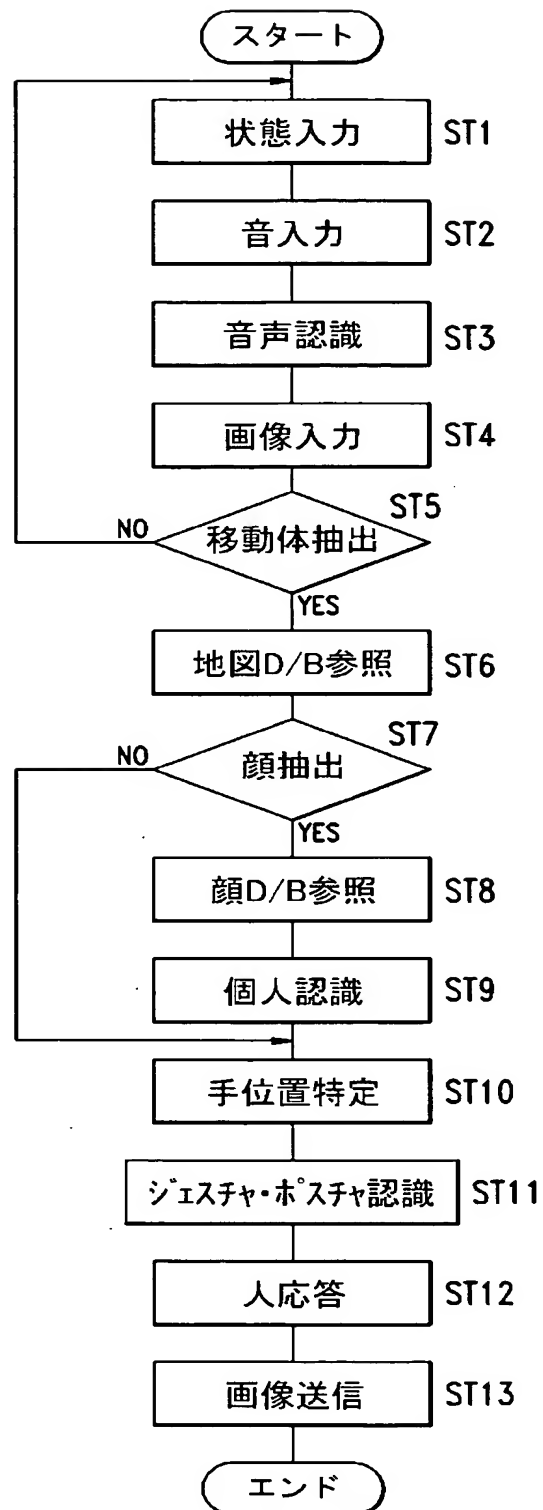 スタート
状態入力 ST1
音入力 ST2
音声認識 ST3
画像入力 ST4
ST5
NO 移動体抽出
YES
地図D/B参照 ST6
ST7
NO 顔抽出
YES
顔D/B参照 ST8
個人認識 ST9
手位置特定 ST10
ジェスチャ・ポスチャ認識 ST11
人応答 ST12
画像送信 ST13
エンド